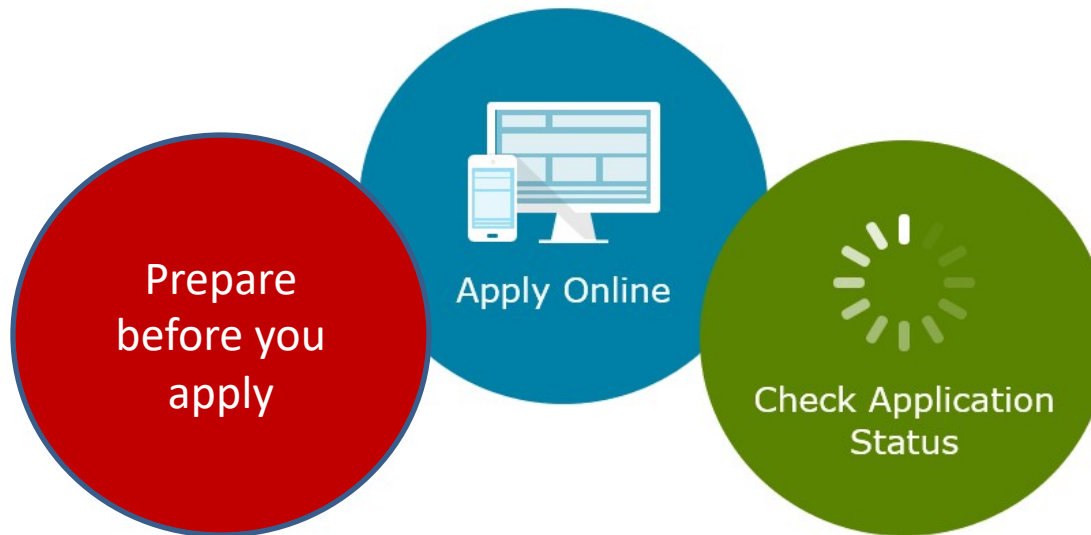 Prepare
before you
apply
Apply Online
Check Application
Status